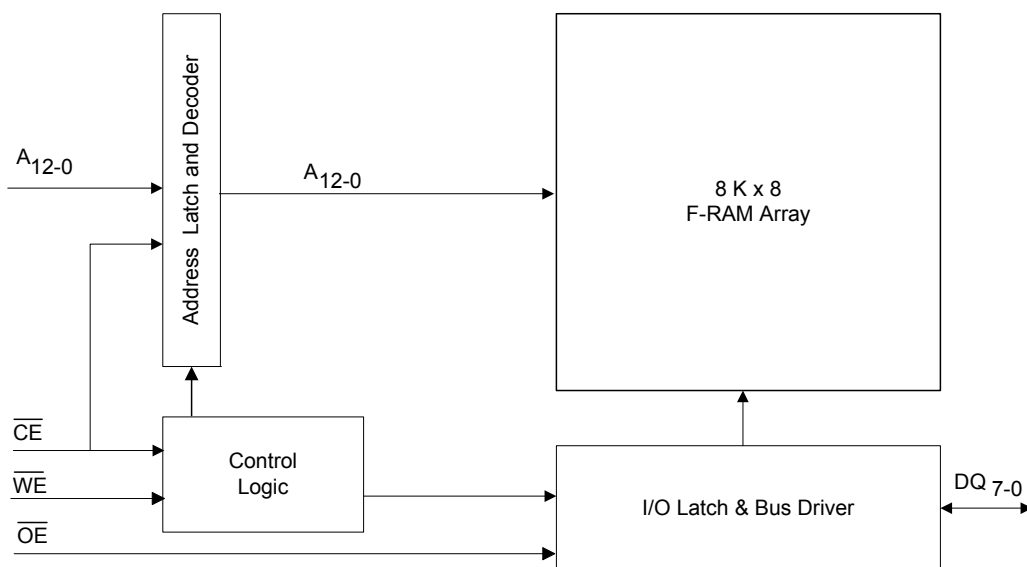 Address Latch and Decoder
A12-0
A12-0
8 K x 8
F-RAM Array
CE
WE
OE
Control
Logic
I/O Latch & Bus Driver
DQ 7-0